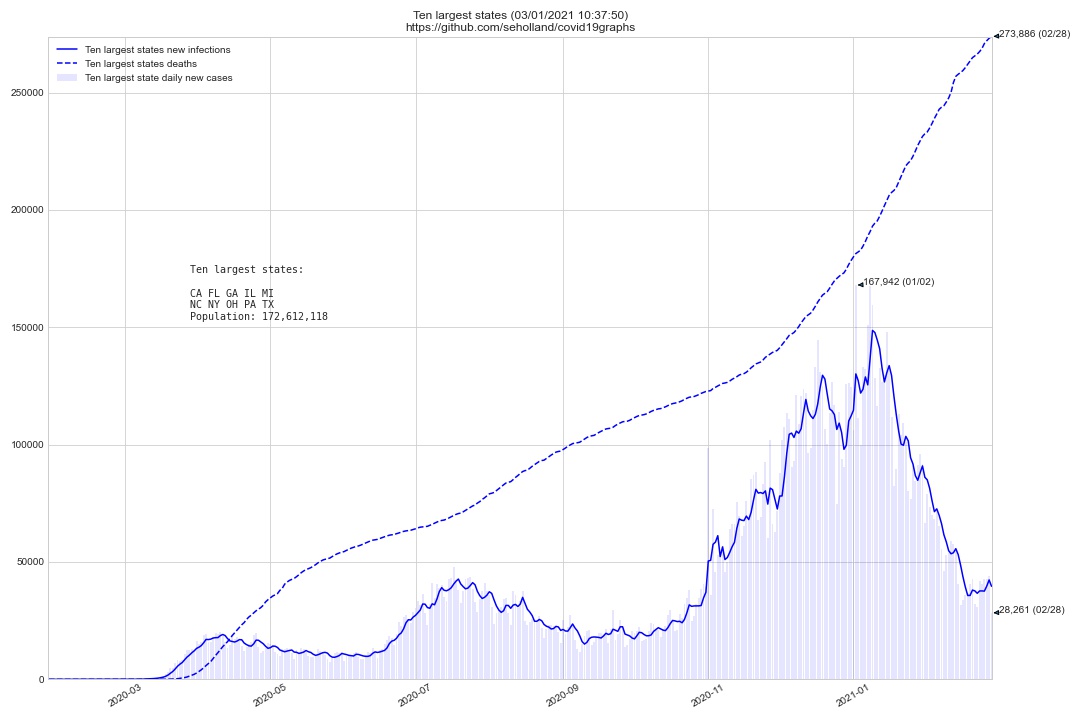 Ten largest states (03/01/2021 10:37:50)
https://github.com/seholland/covid19graphs
Ten largest states new infections
Ten largest states deaths
Ten largest state daily new cases
273,886 (02/28)
250000
200000
Ten largest states:
CA FL GA IL MI
NC NY OH PA TX
Population: 172,612,118
167,942 (01/02)
150000
100000
50000
28,261 (02/28)
0
2020-03
2020-05
2020-07
2020-09
2020-11
2021-01